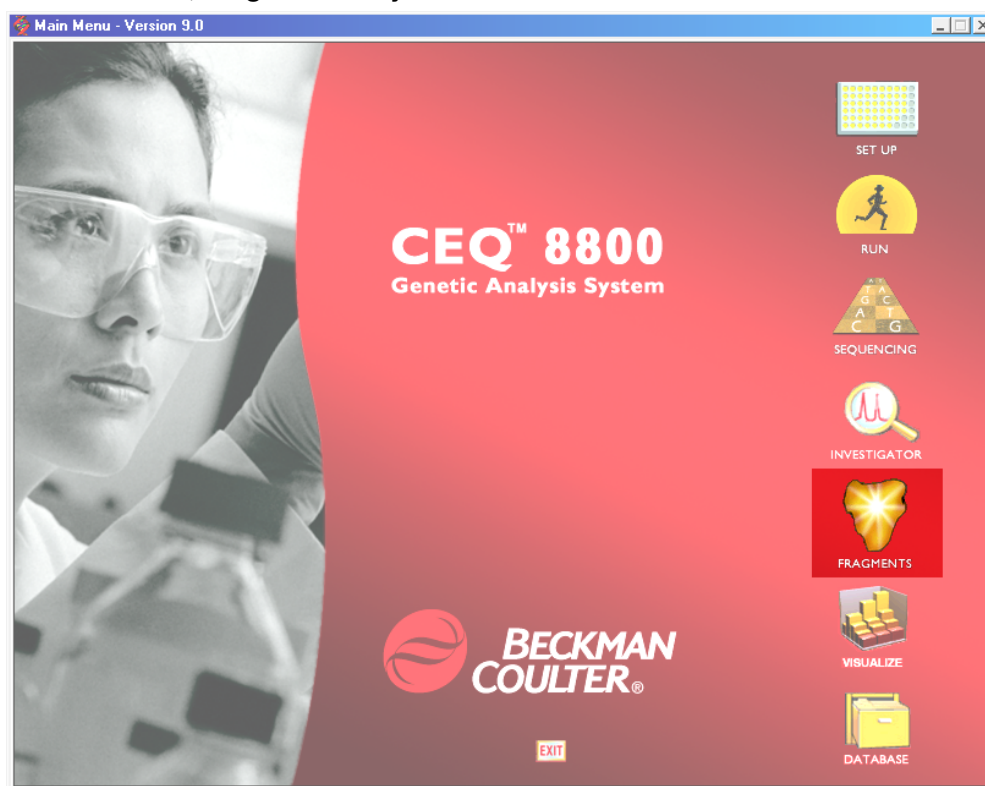 Main Menu - Version 9.0
SET UP
RUN
CEQ™ 8800
Genetic Analysis System
A T
T A
G C
A T
C G
SEQUENCING
INVESTIGATOR
FRAGMENTS
BECKMAN
COULTER®
VISUALIZE
EXIT
DATABASE